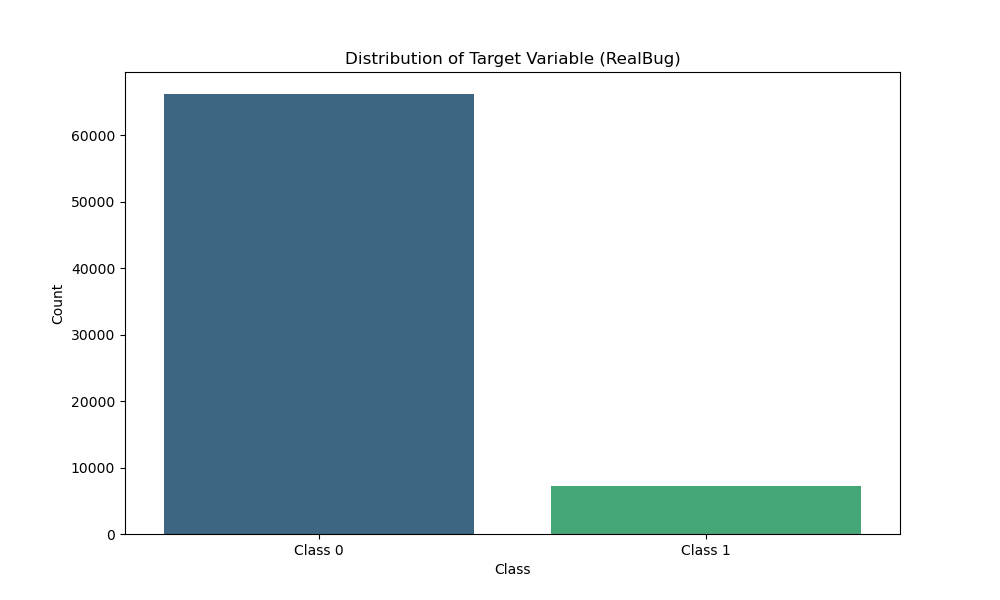 Distribution of Target Variable (RealBug)
60000
50000
40000
30000
20000
10000
0
Count
Class 0
Class 1
Class